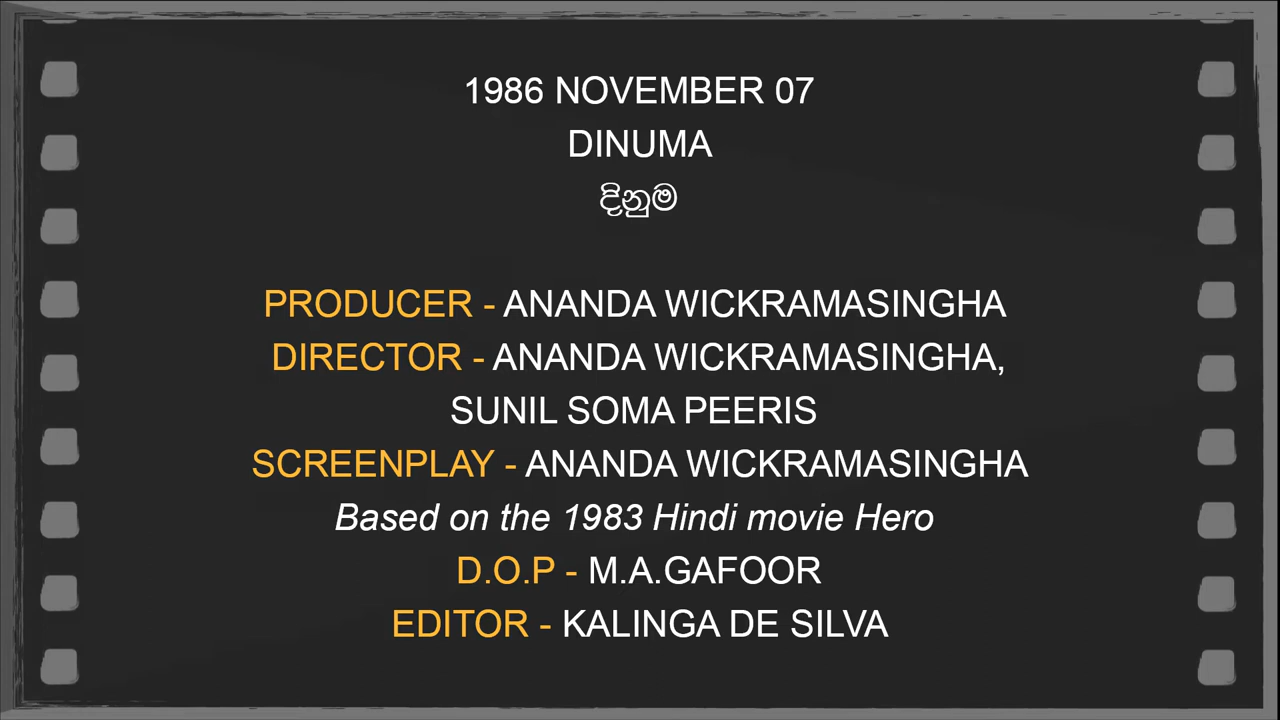 1986 NOVEMBER 07
DINUMA
දිනුම
PRODUCER - ANANDA WICKRAMASINGHA
DIRECTOR - ANANDA WICKRAMASINGHA,
SUNIL SOMA PEERIS
SCREENPLAY - ANANDA WICKRAMASINGHA
Based on the 1983 Hindi movie Hero
D.O.P - M.A.GAFOOR
EDITOR - KALINGA DE SILVA